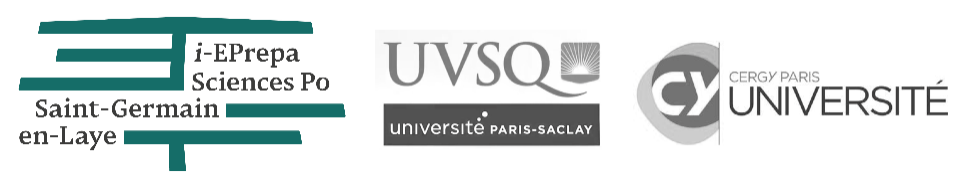 i-EPrepa
Sciences Po
Saint-Germain
en-Laye
UVSQ
université PARIS-SACLAY
CY
CERGY PARIS
UNIVERSITÉ